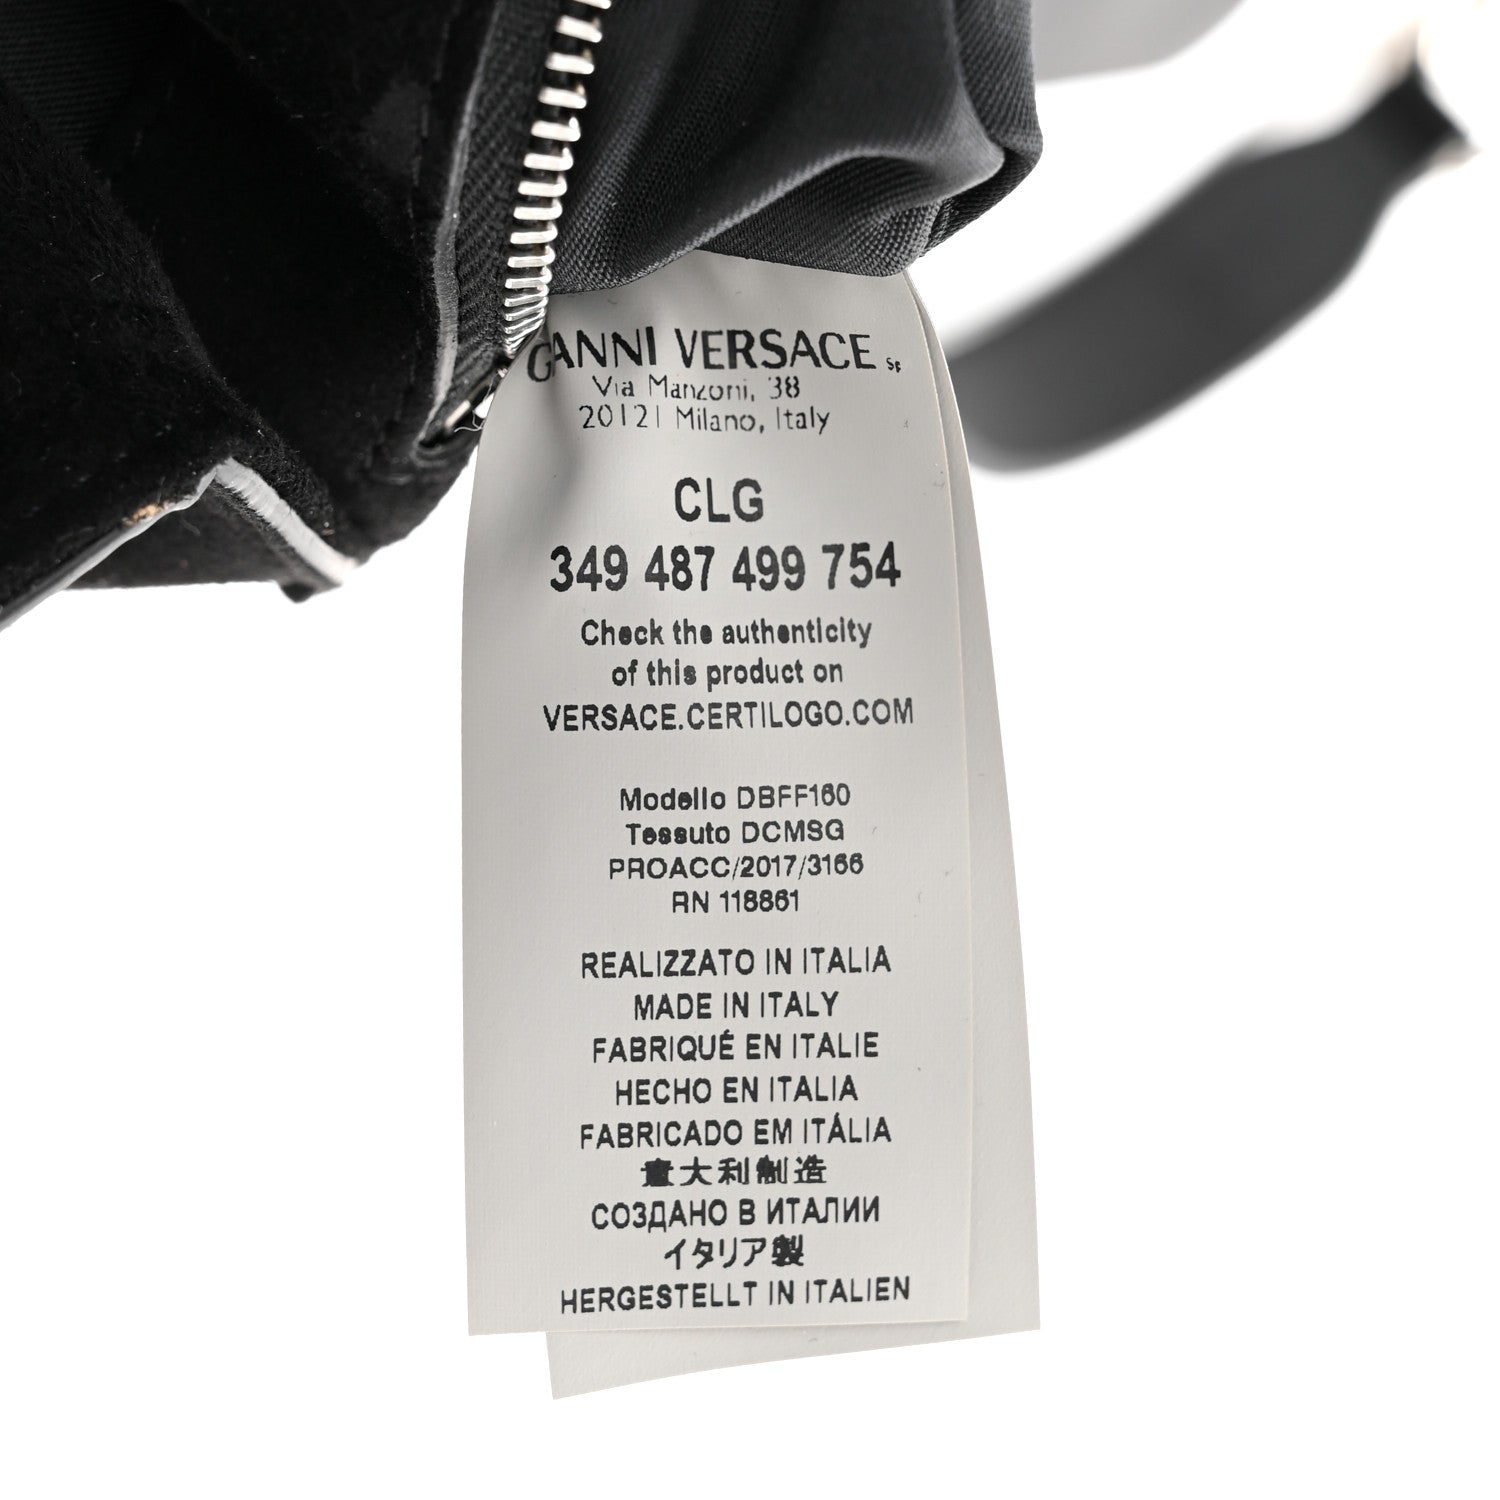 GIANNI VERSACE Sp
Via Manzoni, 38
20121 Milano, Italy
CLG
349 487 499 754
Check the authenticity
of this product on
VERSACE.CERTILOGO.COM
Modello DBFF160
Tessuto DCMSG
PROACC/2017/3166
RN 118861
REALIZZATO IN ITALIA
MADE IN ITALY
FABRIQUÉ EN ITALIE
HECHO EN ITALIA
FABRICADO EM ITÁLIA
意大利制造
СОЗДАНО В ИТАЛИИ
イタリア製
HERGESTELLT IN ITALIEN